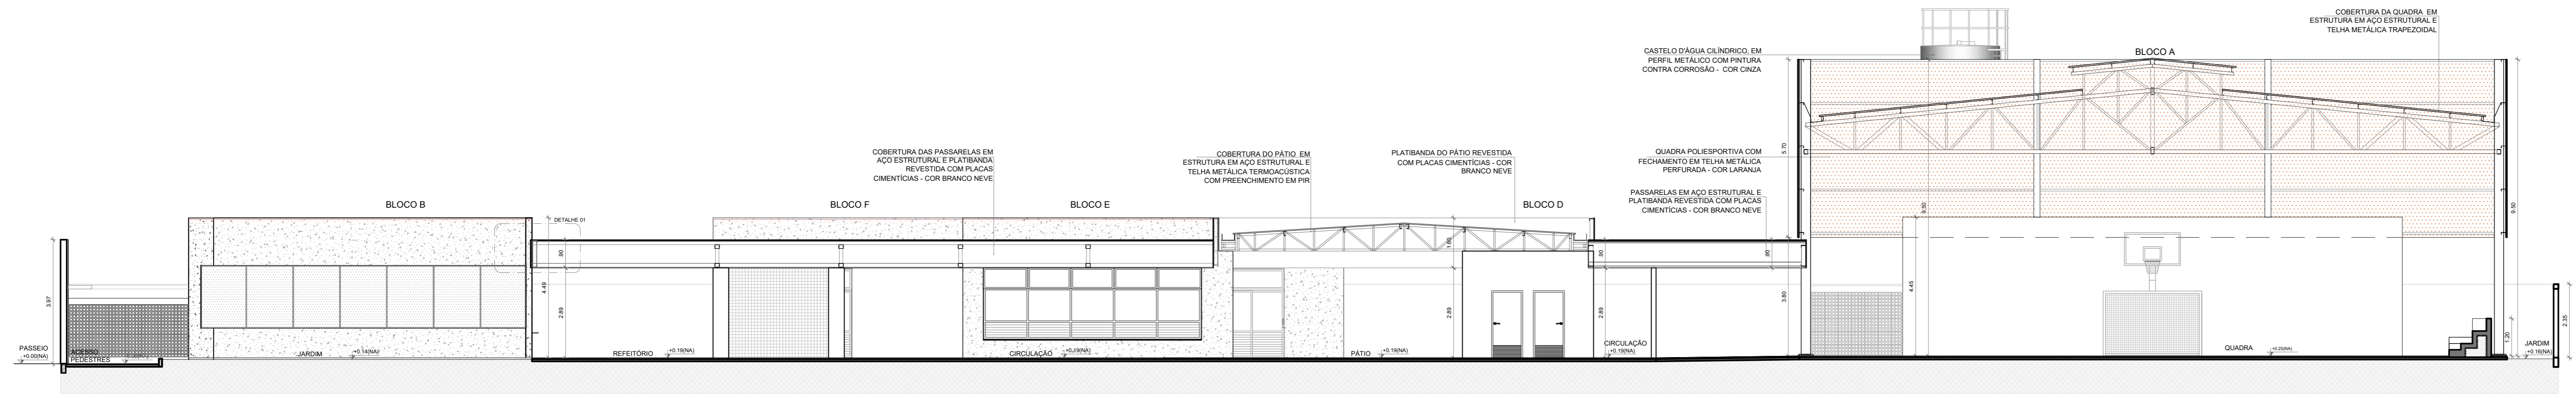 COBERTURA DA QUADRA EM
ESTRUTURA EM AÇO ESTRUTURAL E
TELHA METÁLICA TRAPEZOIDAL
CASTELO D'ÁGUA CILÍNDRICO, EM
PERFIL METÁLICO COM PINTURA
CONTRA CORROSÃO - COR CINZA
BLOCO A
COBERTURA DAS PASSARELAS EM
AÇO ESTRUTURAL E PLATIBANDA
REVESTIDA COM PLACAS
CIMENTÍCIAS - COR BRANCO NEVE
COBERTURA DO PÁTIO EM
ESTRUTURA EM AÇO ESTRUTURAL E
TELHA METÁLICA TERMOACÚSTICA
COM PREENCHIMENTO EM PIR
PLATIBANDA DO PÁTIO REVESTIDA
COM PLACAS CIMENTÍCIAS - COR
BRANCO NEVE
QUADRA POLIESPORTIVA COM
FECHAMENTO EM TELHA METÁLICA
PERFURADA - COR LARANJA
PASSARELAS EM AÇO ESTRUTURAL E
PLATIBANDA REVESTIDA COM PLACAS
CIMENTÍCIAS - COR BRANCO NEVE
BLOCO B
BLOCO F
BLOCO E
BLOCO D
DETALHE 01
3.97
4.49
.90
2.89
1.60
2.89
.90
2.89
.90
5.70
3.80
9.50
4.45
9.50
1.20
2.35
PASSEIO
+0.00(NA)
ACESSO
PEDESTRES
JARDIM
+0.14(NA)
REFEITÓRIO
+0.19(NA)
CIRCULAÇÃO
+0.19(NA)
PÁTIO
+0.19(NA)
CIRCULAÇÃO
+0.19(NA)
QUADRA
+0.25(NA)
JARDIM
+0.16(NA)